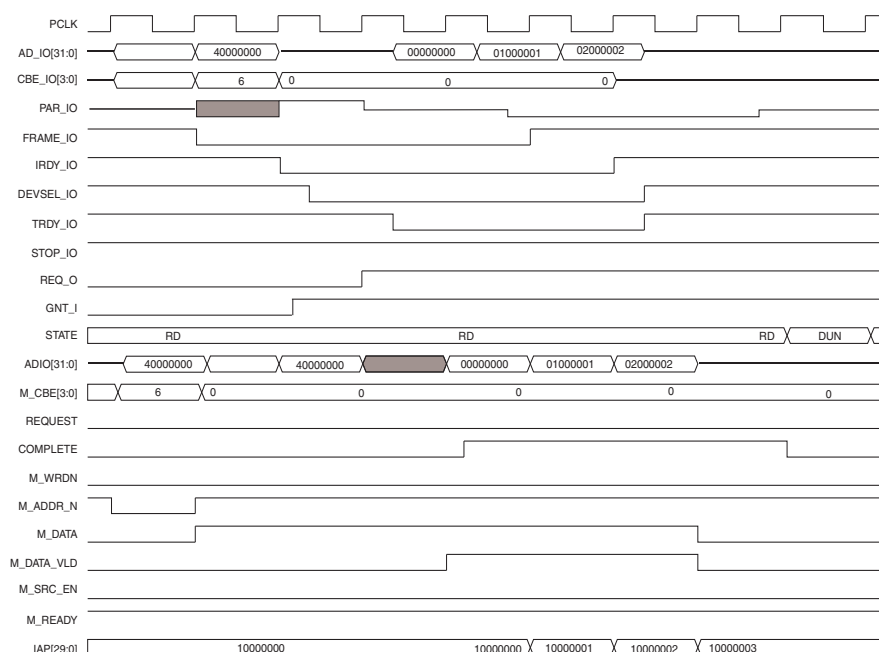 PCLK
AD_IO[31:0] 40000000 00000000 01000001 02000002
CBE_IO[3:0] 6 0 0 0
PAR_IO
FRAME_IO
IRDY_IO
DEVSEL_IO
TRDY_IO
STOP_IO
REQ_O
GNT_I
STATE RD RD RD DUN
ADIO[31:0] 40000000 40000000 00000000 01000001 02000002
M_CBE[3:0] 6 0 0 0 0 0
REQUEST
COMPLETE
M_WRDN
M_ADDR_N
M_DATA
M_DATA_VLD
M_SRC_EN
M_READY
IAP[29:0] 10000000 10000000 10000001 10000002 10000003